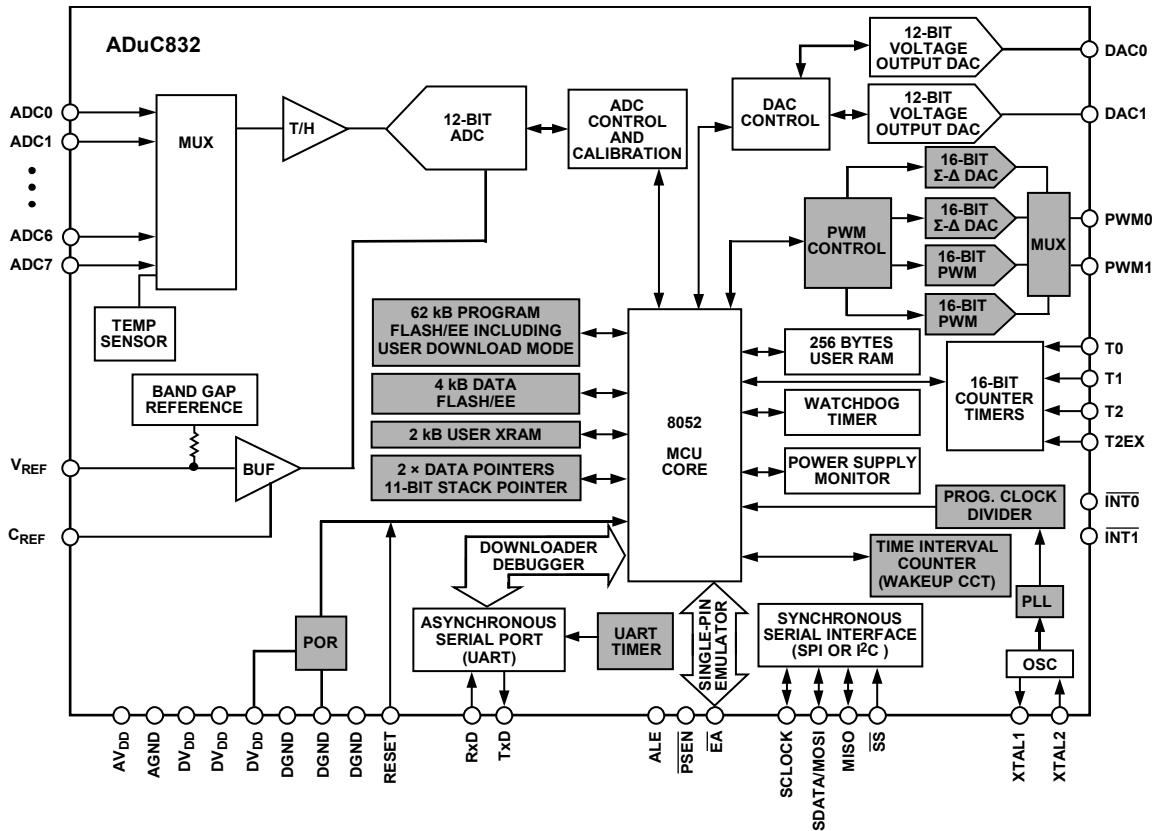 ADuC832
ADC0
ADC1
ADC6
ADC7
MUX
T/H
12-BIT
ADC
ADC
CONTROL
AND
CALIBRATION
DAC
CONTROL
12-BIT
VOLTAGE
OUTPUT DAC
12-BIT
VOLTAGE
OUTPUT DAC
DAC0
DAC1
16-BIT
Σ-Δ DAC
16-BIT
Σ-Δ DAC
16-BIT
PWM
16-BIT
PWM
PWM
CONTROL
MUX
PWM0
PWM1
TEMP
SENSOR
BAND GAP
REFERENCE
VREF
BUF
CREF
62 kB PROGRAM
FLASH/EE INCLUDING
USER DOWNLOAD MODE
4 kB DATA
FLASH/EE
2 kB USER XRAM
2 × DATA POINTERS
11-BIT STACK POINTER
8052
MCU
CORE
256 BYTES
USER RAM
WATCHDOG
TIMER
POWER SUPPLY
MONITOR
16-BIT
COUNTER
TIMERS
T0
T1
T2
T2EX
INT0
INT1
PROG. CLOCK
DIVIDER
TIME INTERVAL
COUNTER
(WAKEUP CCT)
PLL
OSC
DOWNLOADER
DEBUGGER
POR
ASYNCHRONOUS
SERIAL PORT
(UART)
UART
TIMER
SINGLE-PIN
EMULATOR
SYNCHRONOUS
SERIAL INTERFACE
(SPI OR I2C )
AVDD
AGND
DVDD
DVDD
DVDD
DGND
DGND
DGND
RESET
RxD
TxD
ALE
PSEN
EA
SCLOCK
SDATA/MOSI
MISO
SS
XTAL1
XTAL2